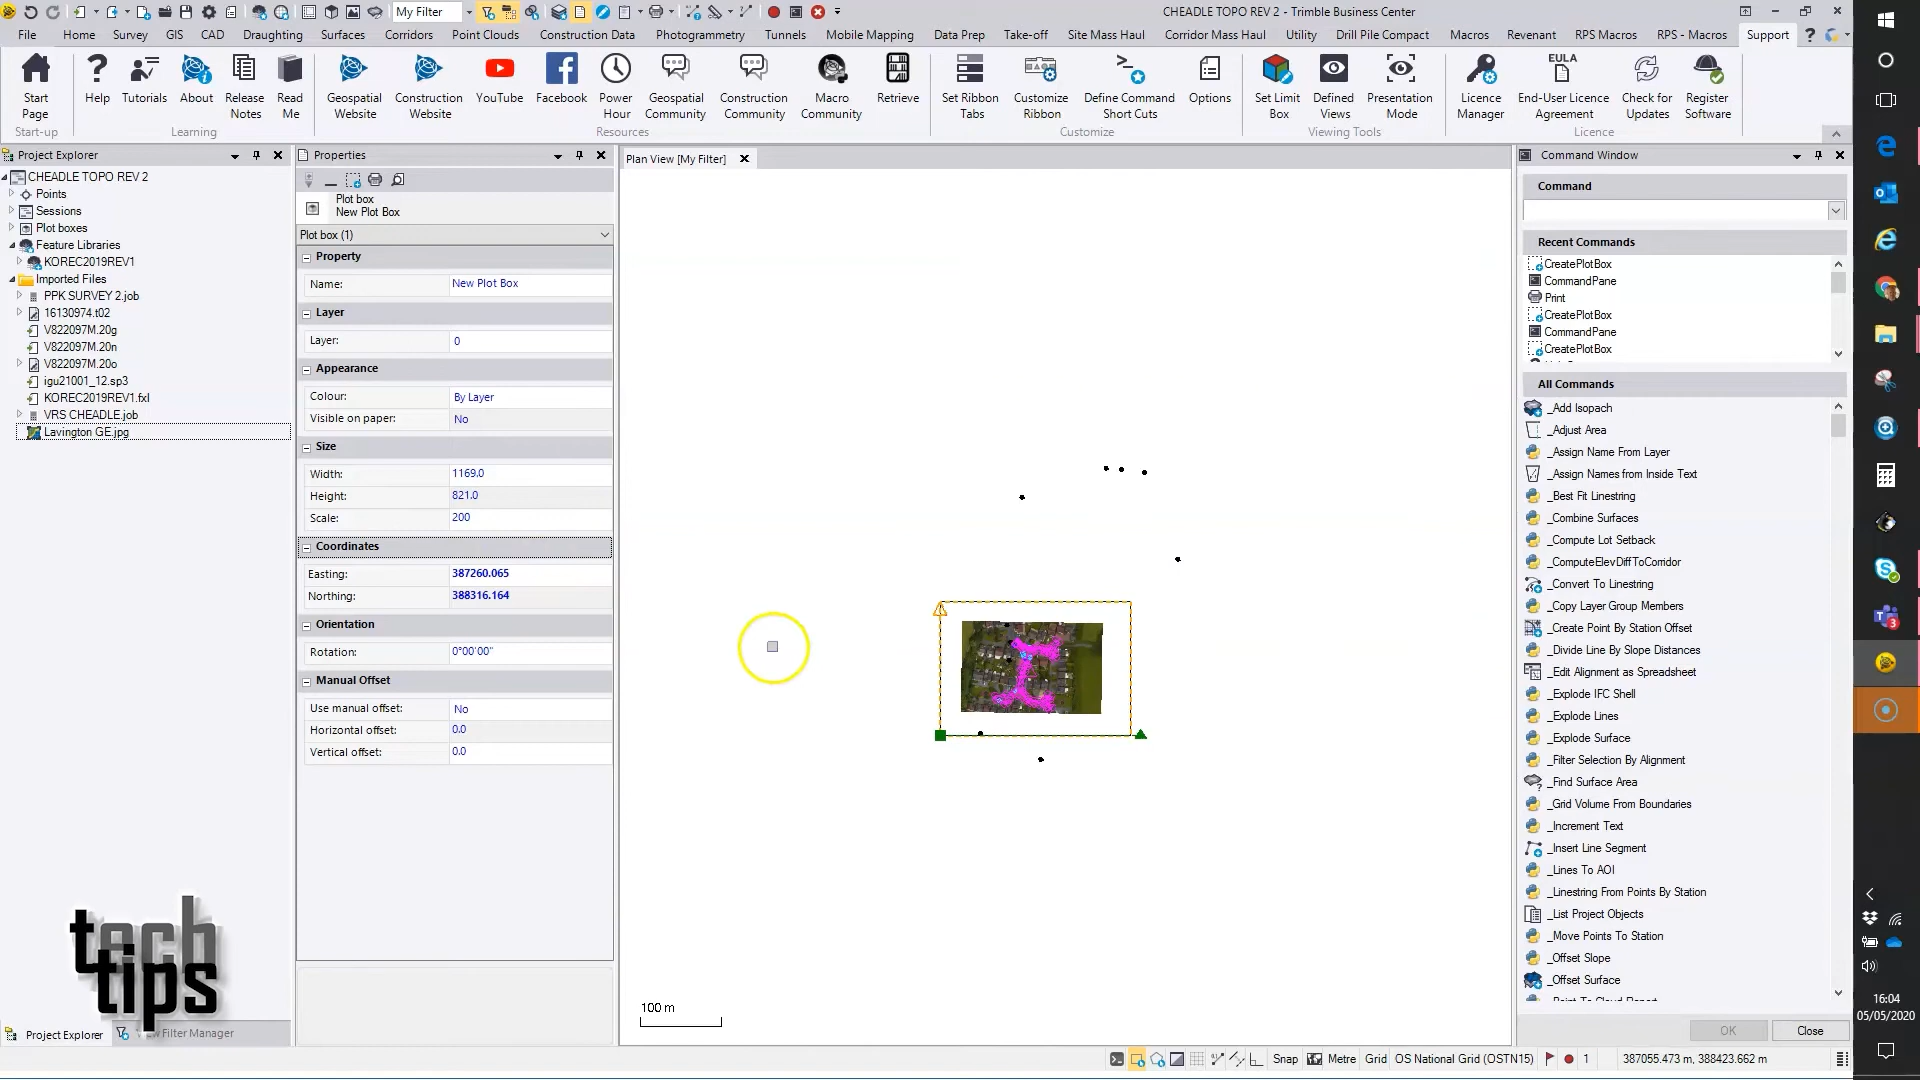 My Filter
CHEADLE TOPO REV 2 - Trimble Business Center
File Home Survey GIS CAD Draughting Surfaces Corridors Point Clouds Construction Data Photogrammetry Tunnels Mobile Mapping Data Prep Take-off Site Mass Haul Corridor Mass Haul Utility Drill Pile Compact Macros Revenant RPS Macros RPS - Macros Support
Start Page
Help
Tutorials
About
Release Notes
Read Me
Geospatial Website
Construction Website
YouTube
Facebook
Power Hour
Geospatial Community
Construction Community
Macro Community
Retrieve
Set Ribbon Tabs
Customize Ribbon
Define Command Short Cuts
Options
Set Limit Box
Defined Views
Presentation Mode
Licence Manager
EULA
End-User Licence Agreement
Check for Updates
Register Software
Start-up Learning Resources Customize Viewing Tools Licence
Project Explorer
CHEADLE TOPO REV 2
Points
Sessions
Plot boxes
Feature Libraries
KOREC2019REV1
Imported Files
PPK SURVEY 2.job
16130974.t02
V822097M.20g
V822097M.20n
V822097M.20o
igu21001_12.sp3
KOREC2019REV1.fxl
VRS CHEADLE.job
Lavington GE.jpg
tech
tips
Project Explorer
Filter Manager
Properties
Plot box
New Plot Box
Plot box (1)
Property
Name: New Plot Box
Layer
Layer: 0
Appearance
Colour: By Layer
Visible on paper: No
Size
Width: 1169.0
Height: 821.0
Scale: 200
Coordinates
Easting: 387260.065
Northing: 388316.164
Orientation
Rotation: 0°00'00"
Manual Offset
Use manual offset: No
Horizontal offset: 0.0
Vertical offset: 0.0
Plan View [My Filter]
100 m
Command Window
Command
Recent Commands
CreatePlotBox
CommandPane
Print
CreatePlotBox
CommandPane
CreatePlotBox
All Commands
_Add Isopach
_Adjust Area
_Assign Name From Layer
_Assign Names from Inside Text
_Best Fit Linestring
_Combine Surfaces
_Compute Lot Setback
_ComputeElevDiffToCorridor
_Convert To Linestring
_Copy Layer Group Members
_Create Point By Station Offset
_Divide Line By Slope Distances
_Edit Alignment as Spreadsheet
_Explode IFC Shell
_Explode Lines
_Explode Surface
_Filter Selection By Alignment
_Find Surface Area
_Grid Volume From Boundaries
_Increment Text
_Insert Line Segment
_Lines To AOI
_Linestring From Points By Station
_List Project Objects
_Move Points To Station
_Offset Slope
_Offset Surface
OK
Close
Snap
Metre
Grid
OS National Grid (OSTN15)
1
387055.473 m, 388423.662 m
3
16:04
05/05/2020